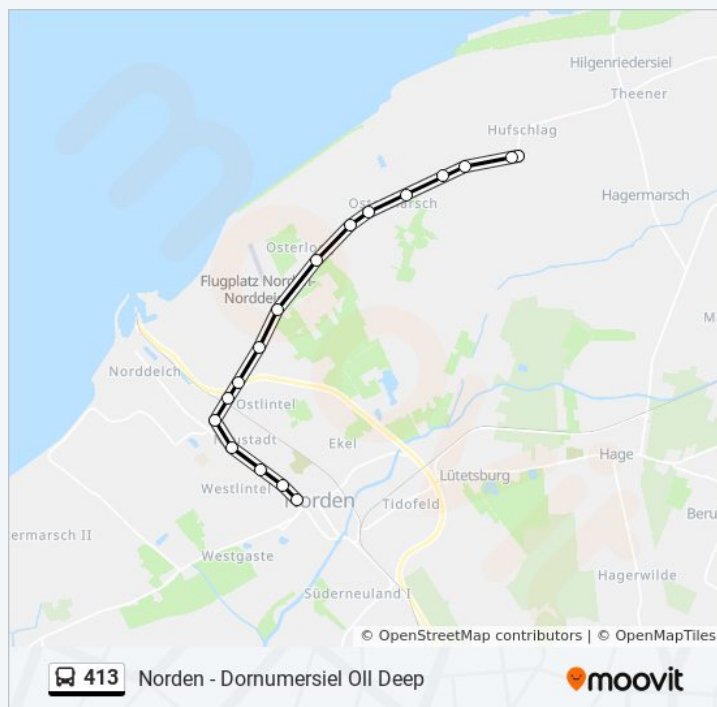 Hilgenriedersiel
Theener
Hufschlag
Hagermarsch
Osterloog
Flugplatz Norden-
Norddeich
Norddeich
Ostlintel
Neustadt
Ekel
Westlintel
Norden
Tidofeld
Lütetsburg
Hage
Beru
ermarsch II
Westgaste
Süderneuland I
Hagerwilde
© OpenStreetMap contributors | © OpenMapTiles
413 Norden - Dornumersiel Oll Deep
moovit